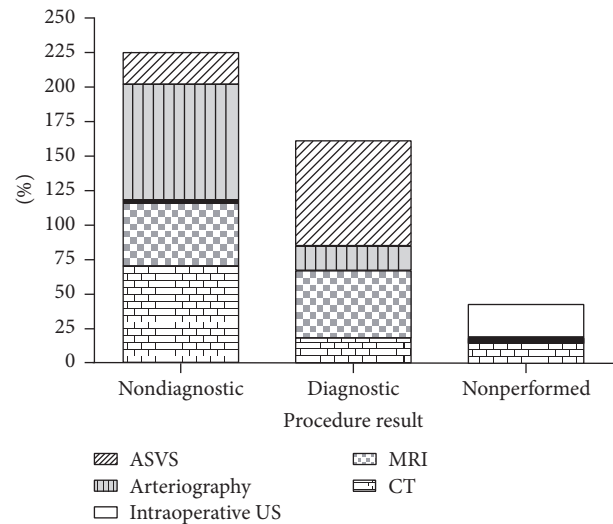 250
225
200
175
150
125
100
75
50
25
0
(%)
Nondiagnostic Diagnostic Nonperformed
Procedure result
ASVS MRI
Arteriography CT
Intraoperative US